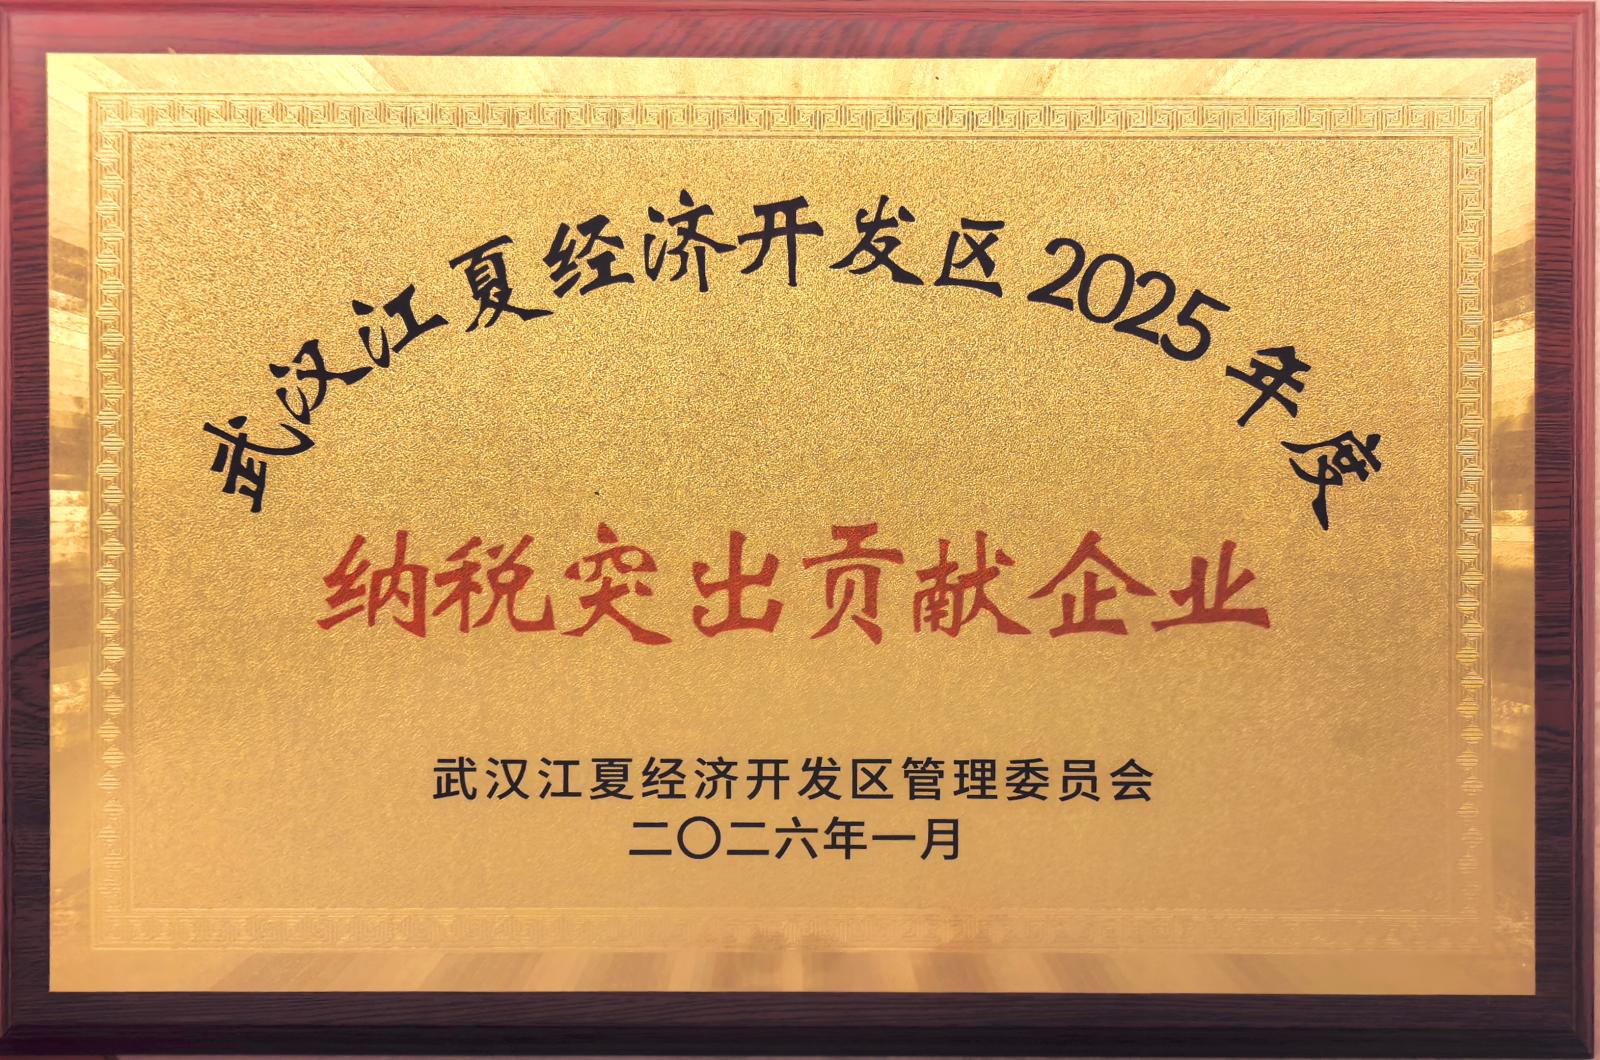 武汉江夏经济开发区2025年度
纳税突出贡献企业
武汉江夏经济开发区管理委员会
二〇二六年一月